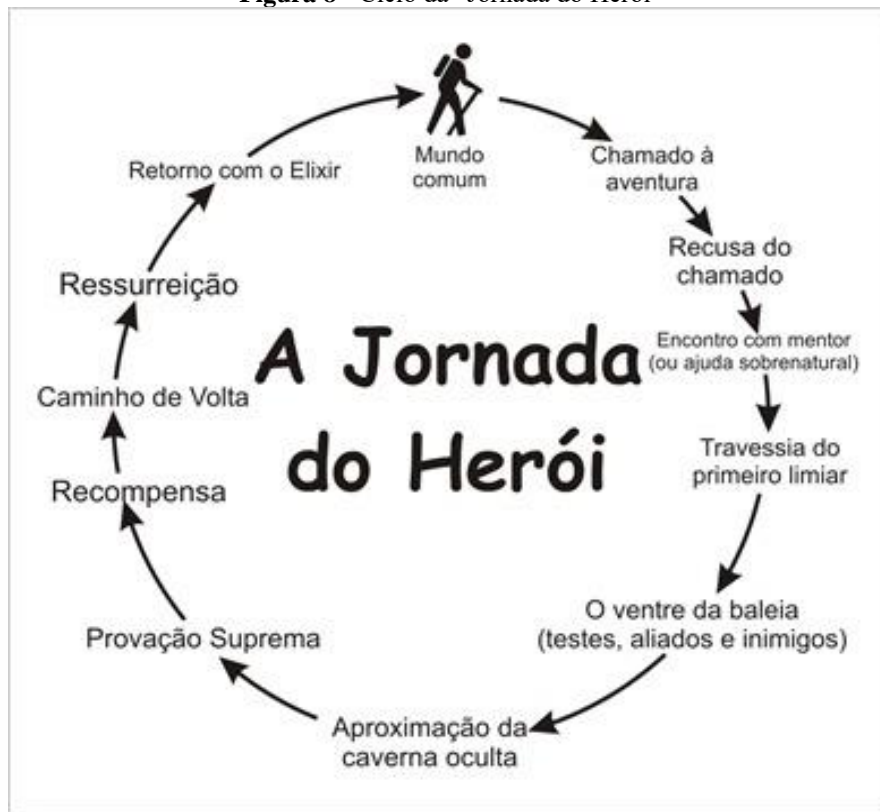 Figura 8 - Ciclo da "Jornada do Herói"
Mundo
comum
Chamado à
aventura
Recusa do
chamado
Encontro com mentor
(ou ajuda sobrenatural)
Travessia do
primeiro limiar
O ventre da baleia
(testes, aliados e inimigos)
Aproximação da
caverna oculta
Provação Suprema
Recompensa
Caminho de Volta
Ressurreição
Retorno com o Elixir
A Jornada
do Herói